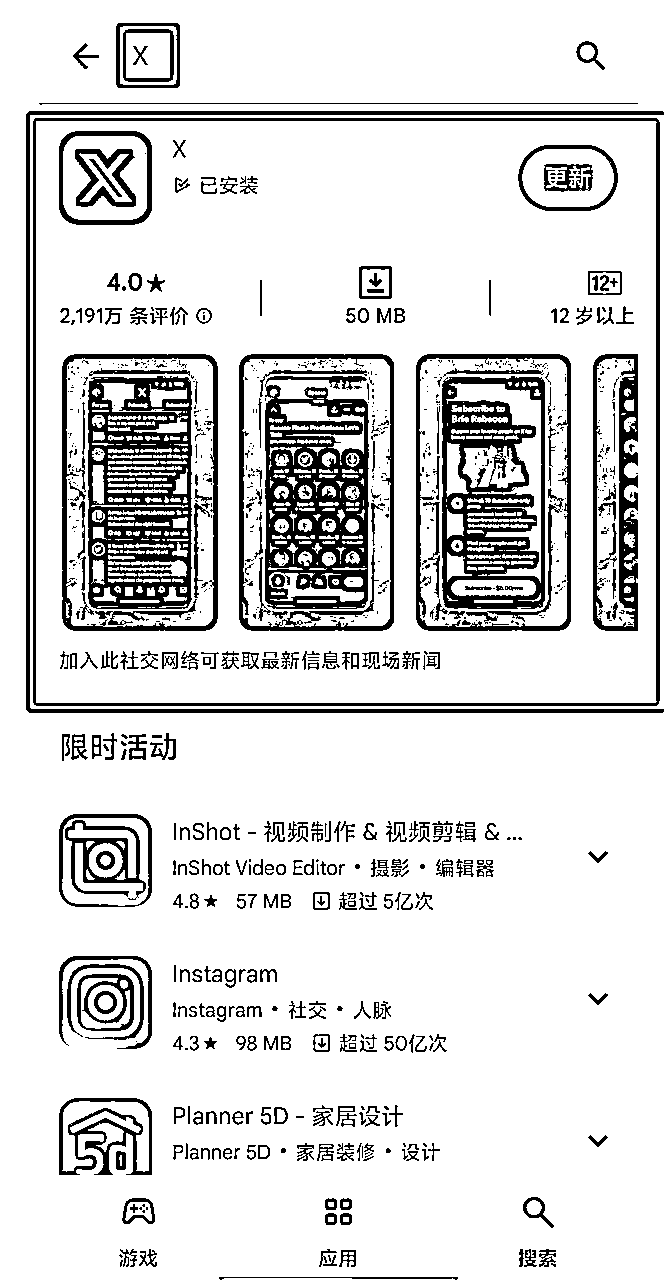 X
X
已安装
更新
4.0★
2,191万 条评价
50 MB
12+
12 岁以上
Subscribe to
加入此社交网络可获取最新信息和现场新闻
限时活动
InShot - 视频制作 & 视频剪辑 & ...
InShot Video Editor • 摄影 • 编辑器
4.8★ 57 MB 超过 5亿次
Instagram
Instagram • 社交 • 人脉
4.3★ 98 MB 超过 50亿次
5d
Planner 5D - 家居设计
Planner 5D • 家居装修 • 设计
游戏
应用
搜索